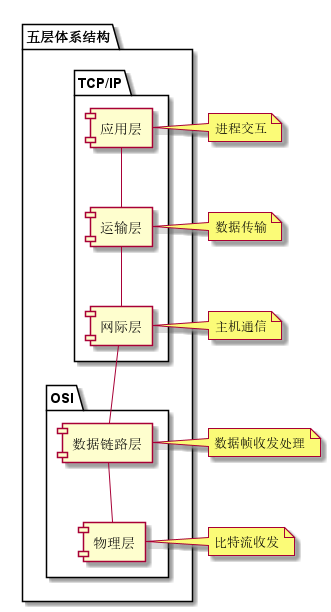 五层体系结构
TCP/IP
应用层
进程交互
运输层
数据传输
网际层
主机通信
OSI
数据链路层
数据帧收发处理
物理层
比特流收发